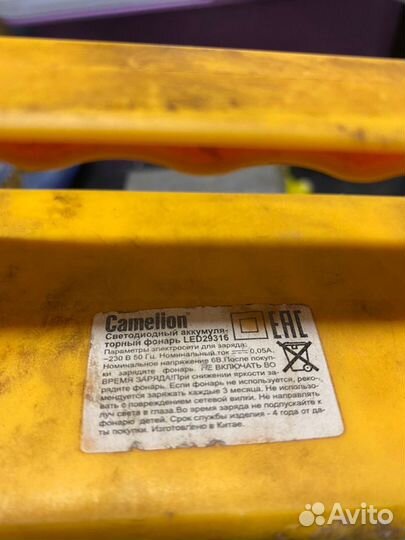 Camelion
Светодиодный аккумуля-
торный фонарь LED29316
Параметры электросети для заряда:
~230 В 50 Гц. Номинальный ток 0,05А,
Номинальное напряжение 6В.После покуп-
ки зарядите фонарь. НЕ ВКЛЮЧАТЬ ВО
ВРЕМЯ ЗАРЯДА!При снижении яркости за-
рядите фонарь. Если фонарь не используется, реко-
мендуется заряжать каждые 3 месяца. Не использо-
вать с повреждением сетевой вилки. Не направлять
луч света в глаза.Во время заряда не подпускайте к
фонарю детей. Срок службы изделия - 4 года от да-
ты покупки. Изготовлено в Китае.
EAC
Avito